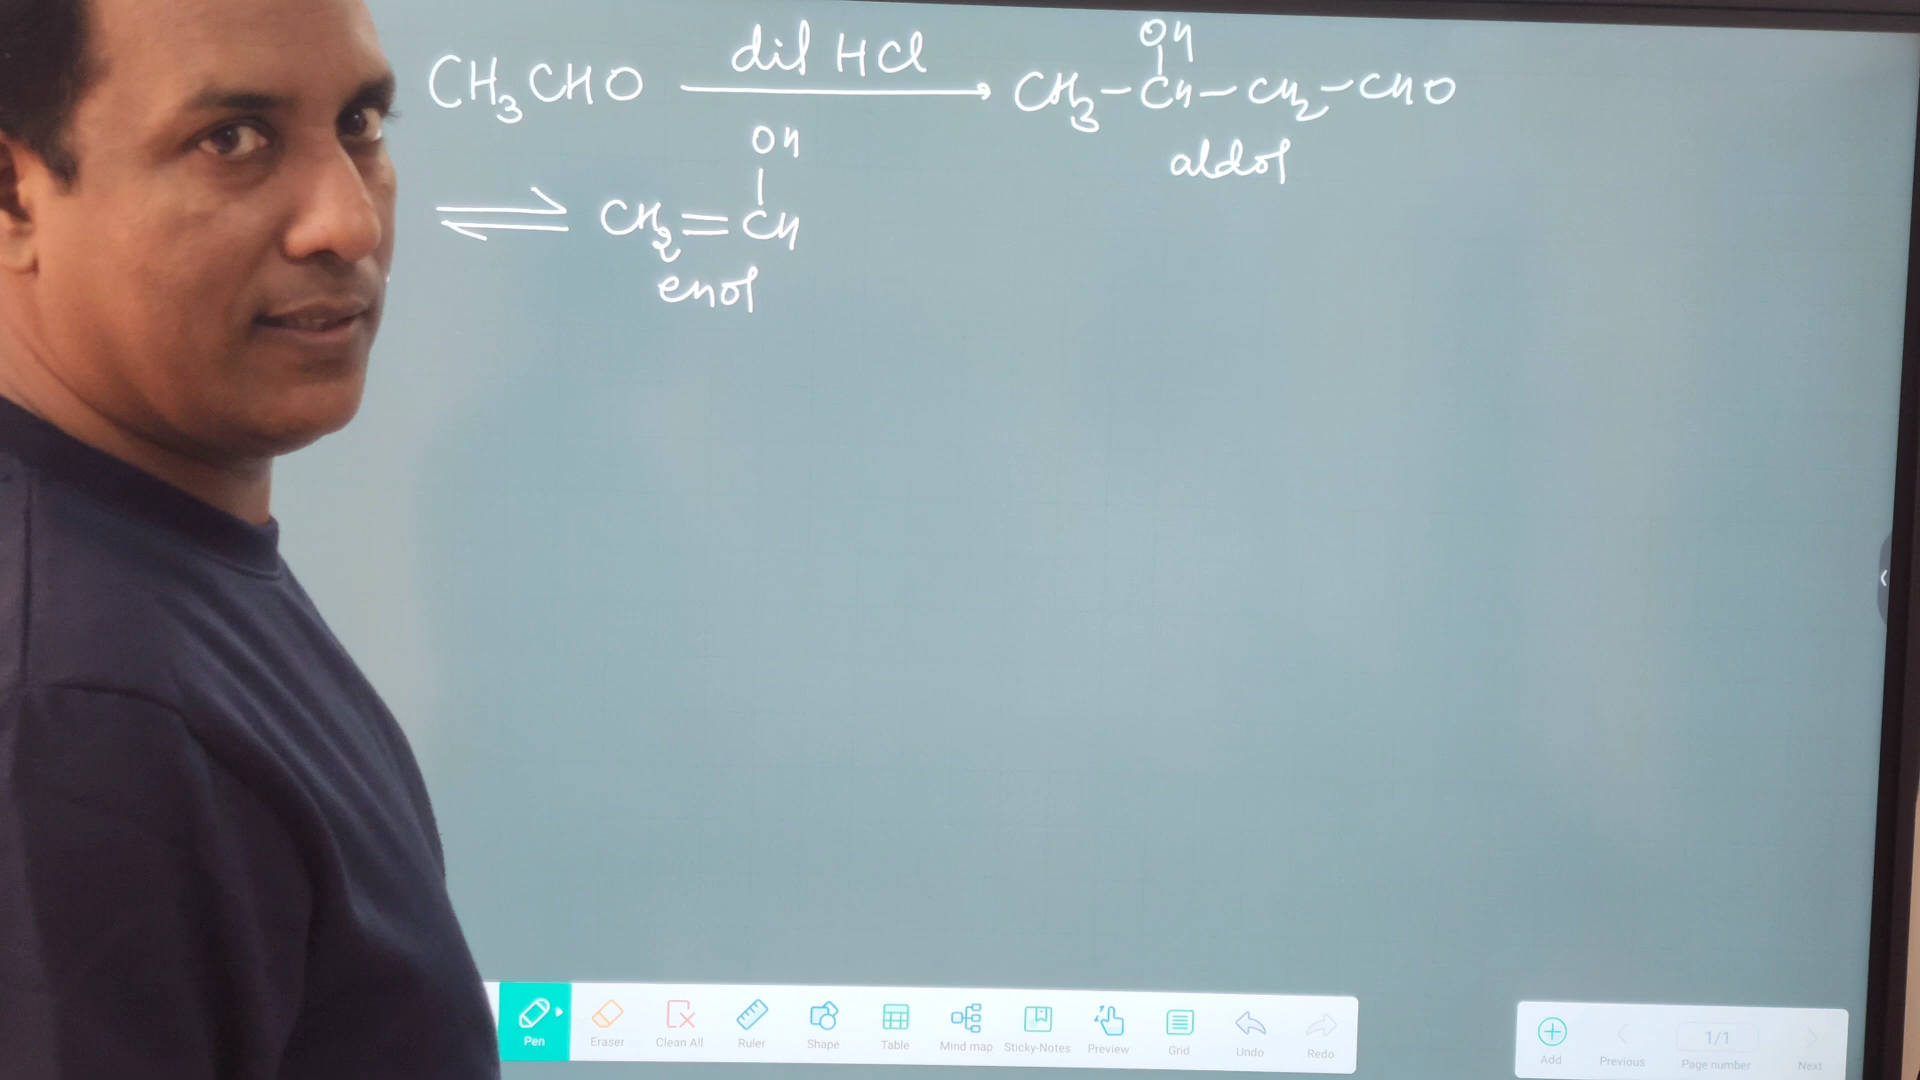 OH
CH₃CHO dil HCl → CH₃-CH-CH₂-CHO
aldol
OH
⇌ CH₂=CH
enol
Pen Eraser Clean All Ruler Shape Table Mind map Sticky-Notes Preview Grid Undo Redo
Add Previous 1/1 Page number Next